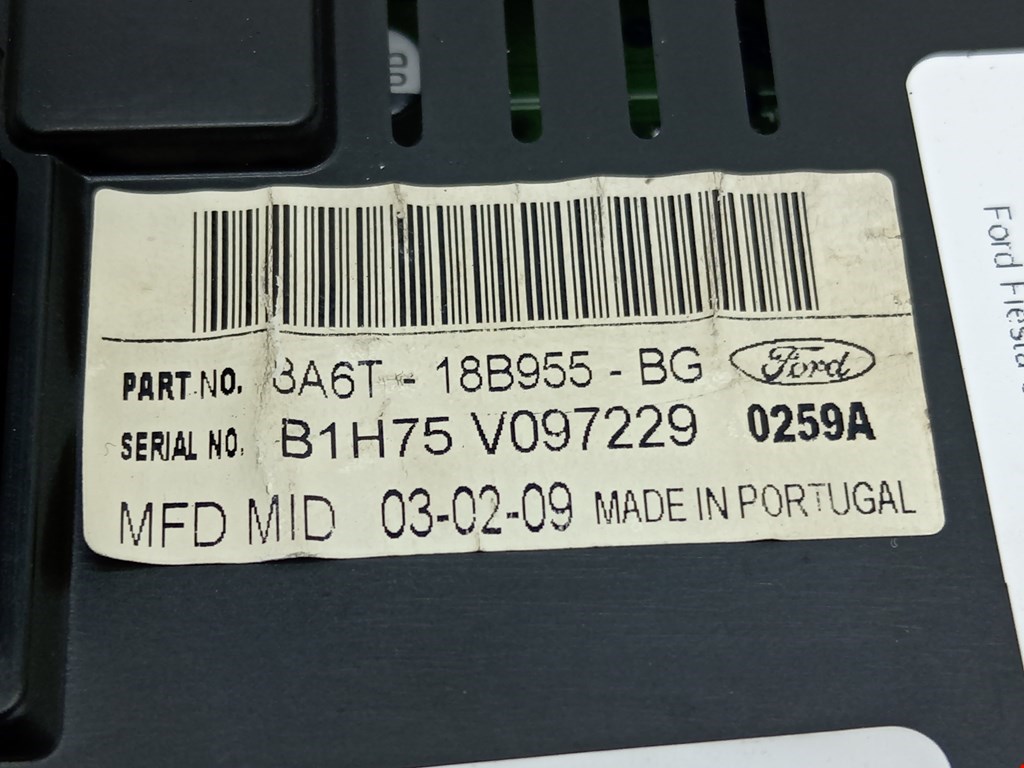 PART NO. 8A6T - 18B955 - BG Ford
SERIAL NO. B1H75 V097229 0259A
MFD MID 03-02-09 MADE IN PORTUGAL
Ford Fiesta